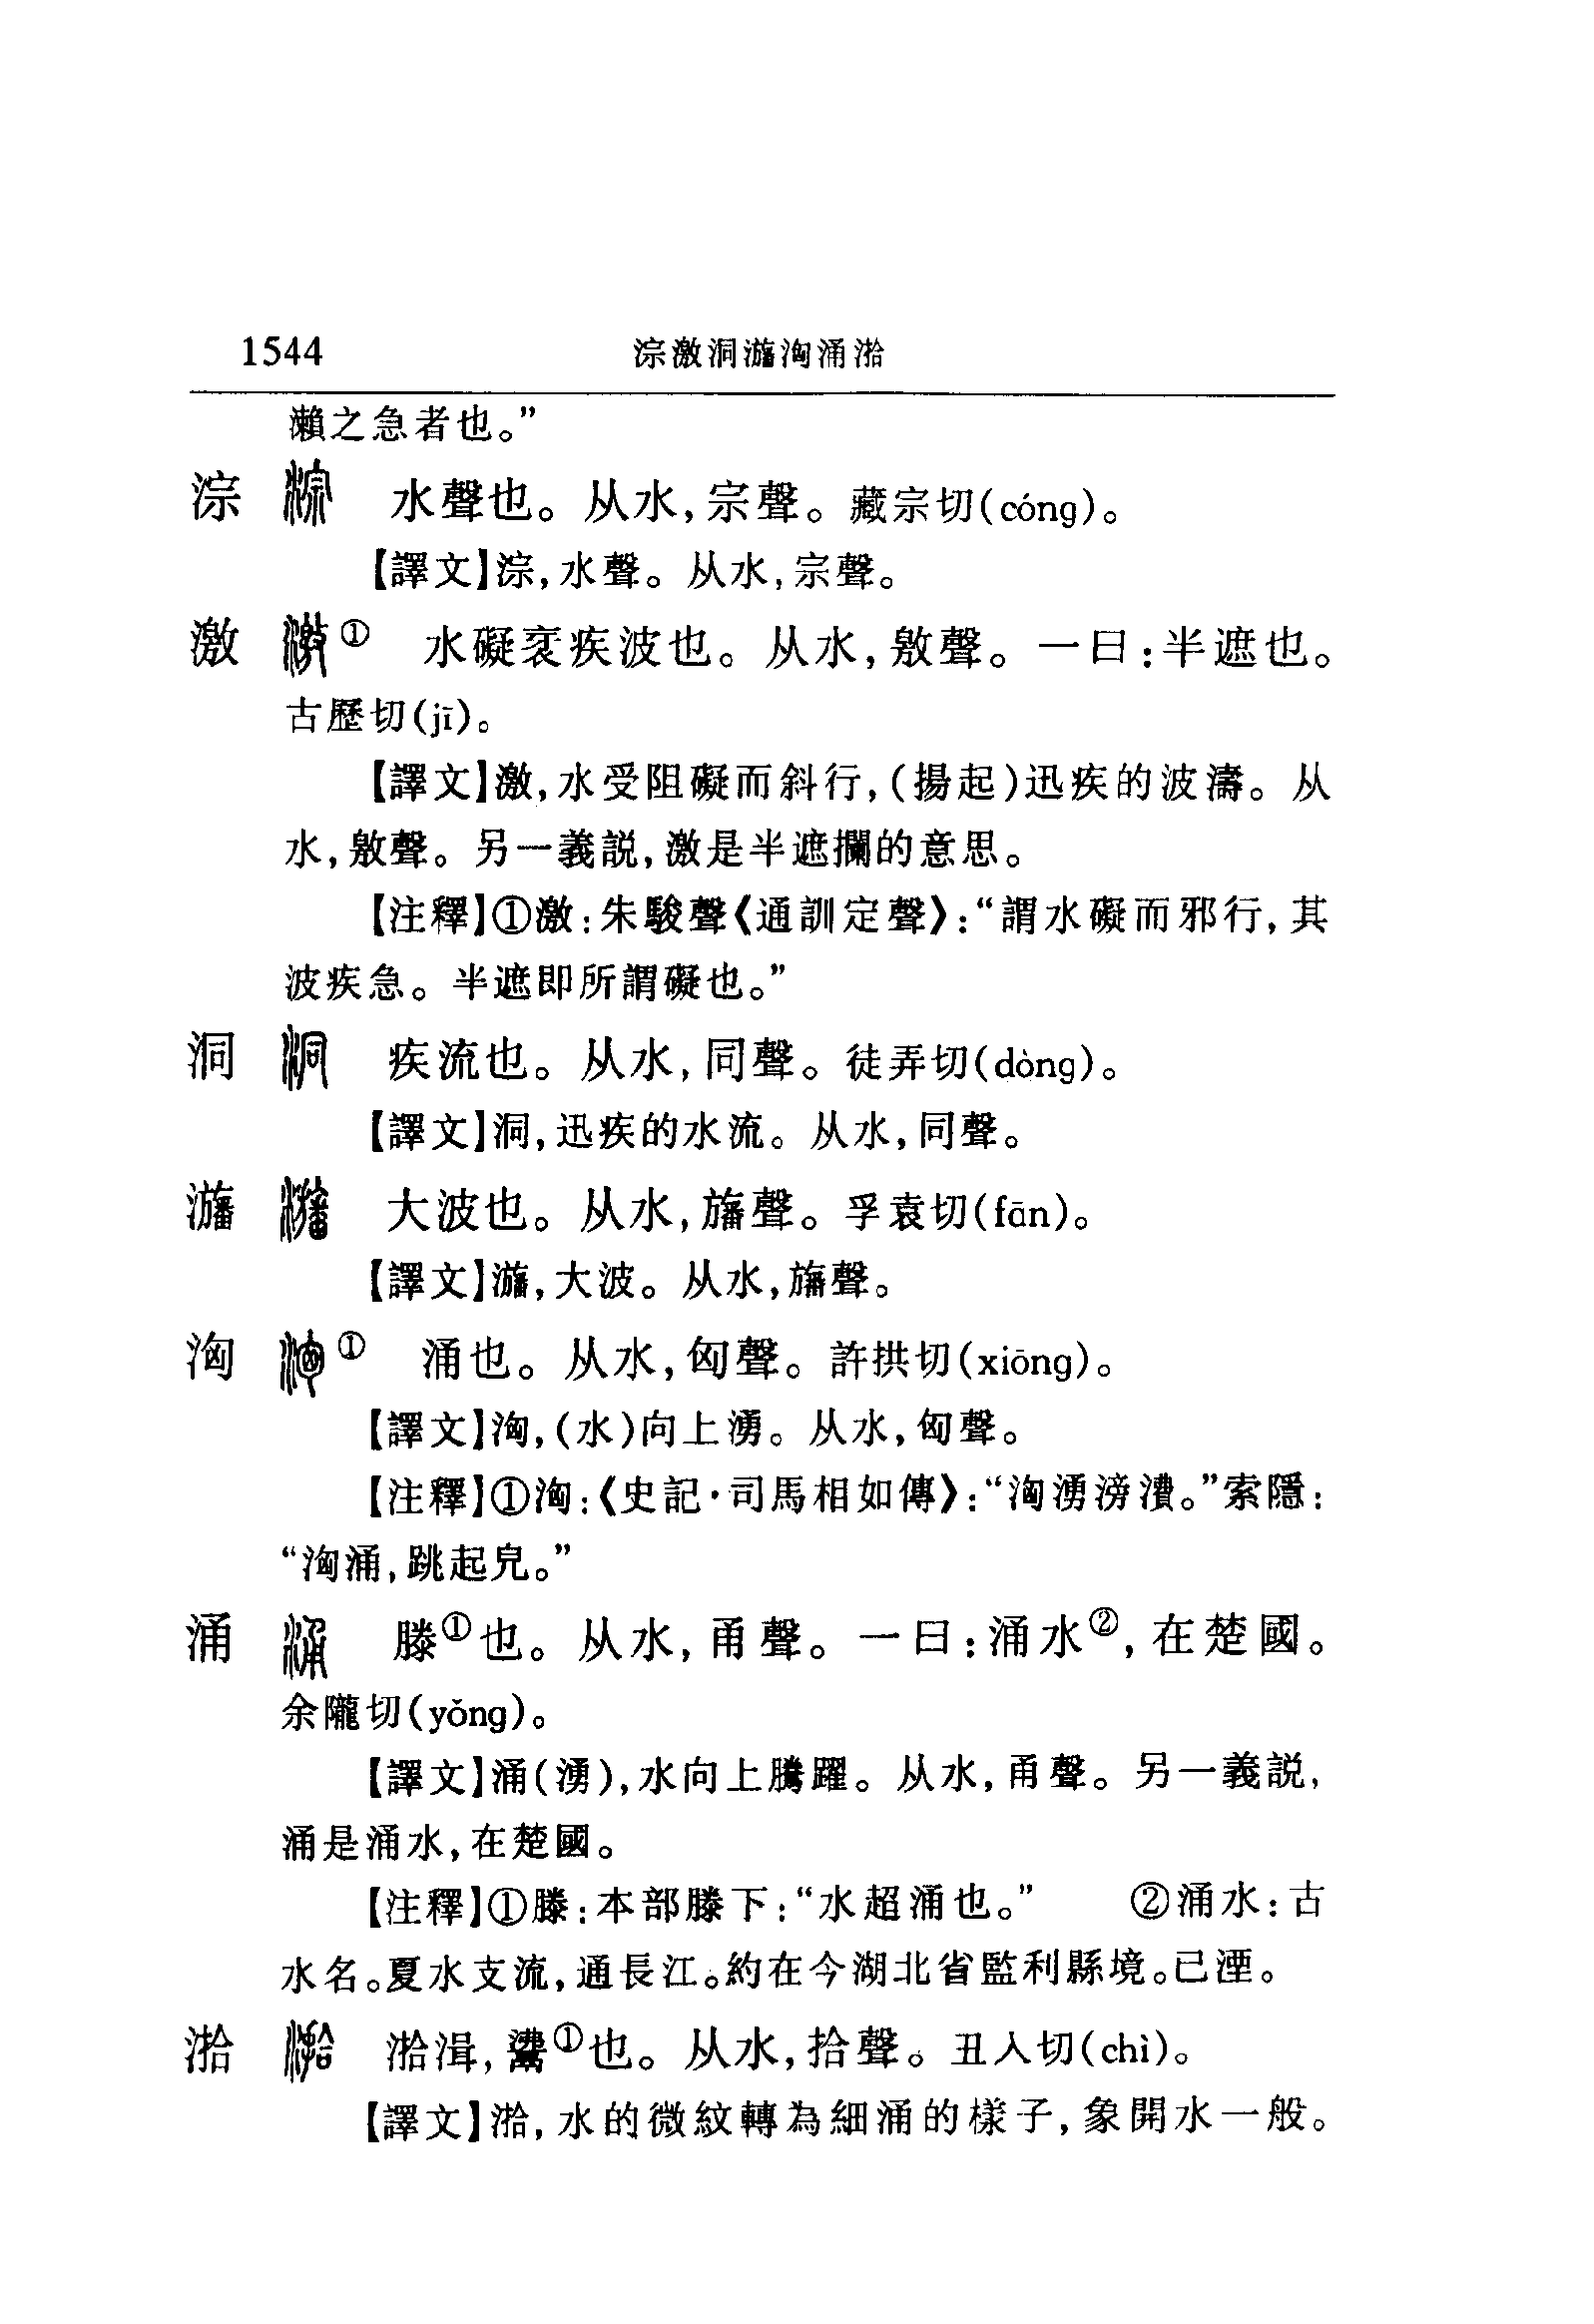 1544 淙激洞㶗洶涌湁
瀨之急者也。”
淙 水聲也。从水,宗聲。藏宗切(cóng)。
【譯文】淙,水聲。从水,宗聲。
激 ① 水礙衺疾波也。从水,敫聲。一曰:半遮也。
古歷切(jī)。
【譯文】激,水受阻礙而斜行,(揚起)迅疾的波濤。从
水,敫聲。另一義説,激是半遮攔的意思。
【注釋】①激:朱駿聲《通訓定聲》:“謂水礙而邪行,其
波疾急。半遮即所謂礙也。”
洞 疾流也。从水,同聲。徒弄切(dòng)。
【譯文】洞,迅疾的水流。从水,同聲。
㶗 大波也。从水,旛聲。孚袁切(fān)。
【譯文】㶗,大波。从水,旛聲。
洶 ① 涌也。从水,匈聲。許拱切(xiōng)。
【譯文】洶,(水)向上湧。从水,匈聲。
【注釋】①洶:《史記·司馬相如傳》:“洶湧滂㵒。”索隱:
“洶涌,跳起皃。”
涌 滕①也。从水,甬聲。一曰:涌水②,在楚國。
余隴切(yǒng)。
【譯文】涌(湧),水向上騰躍。从水,甬聲。另一義説,
涌是涌水,在楚國。
【注釋】①滕:本部滕下:“水超涌也。” ②涌水:古
水名。夏水支流,通長江。約在今湖北省監利縣境。已湮。
湁 湁湒,鬻①也。从水,拾聲。丑入切(chì)。
【譯文】湁,水的微紋轉為細涌的樣子,象開水一般。